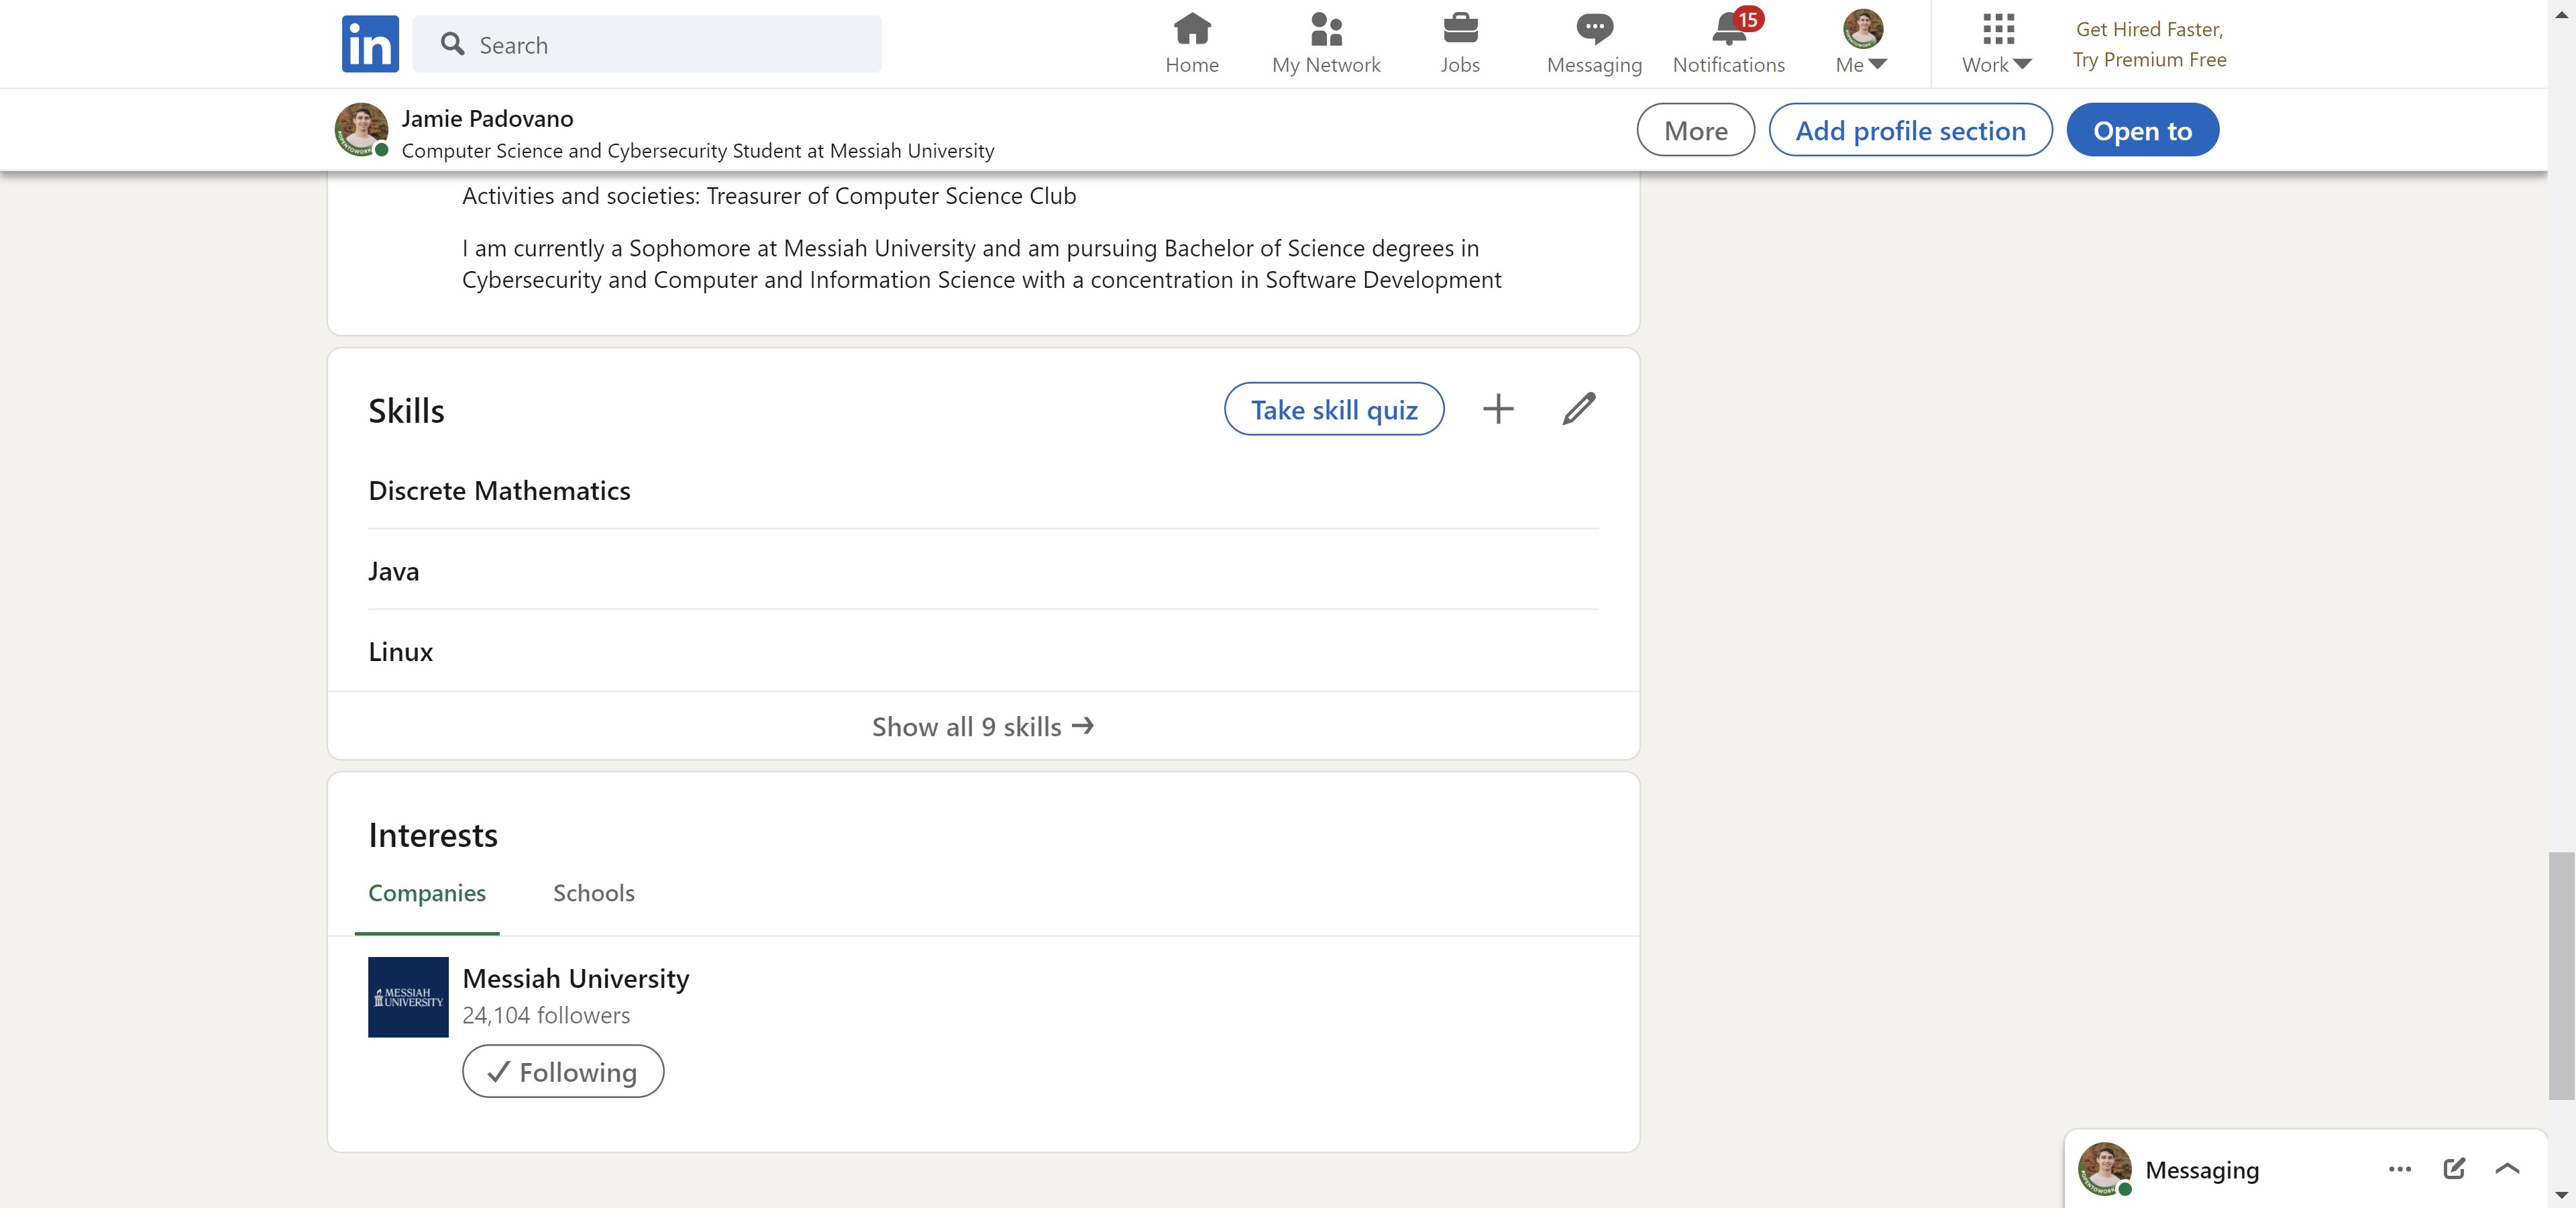 in
Search
Home
My Network
Jobs
Messaging
15
Notifications
Me
Work
Get Hired Faster,
Try Premium Free
Jamie Padovano
Computer Science and Cybersecurity Student at Messiah University
More
Add profile section
Open to
Activities and societies: Treasurer of Computer Science Club
I am currently a Sophomore at Messiah University and am pursuing Bachelor of Science degrees in
Cybersecurity and Computer and Information Science with a concentration in Software Development
Skills
Take skill quiz
Discrete Mathematics
Java
Linux
Show all 9 skills →
Interests
Companies
Schools
MESSIAH
UNIVERSITY
Messiah University
24,104 followers
✓ Following
Messaging